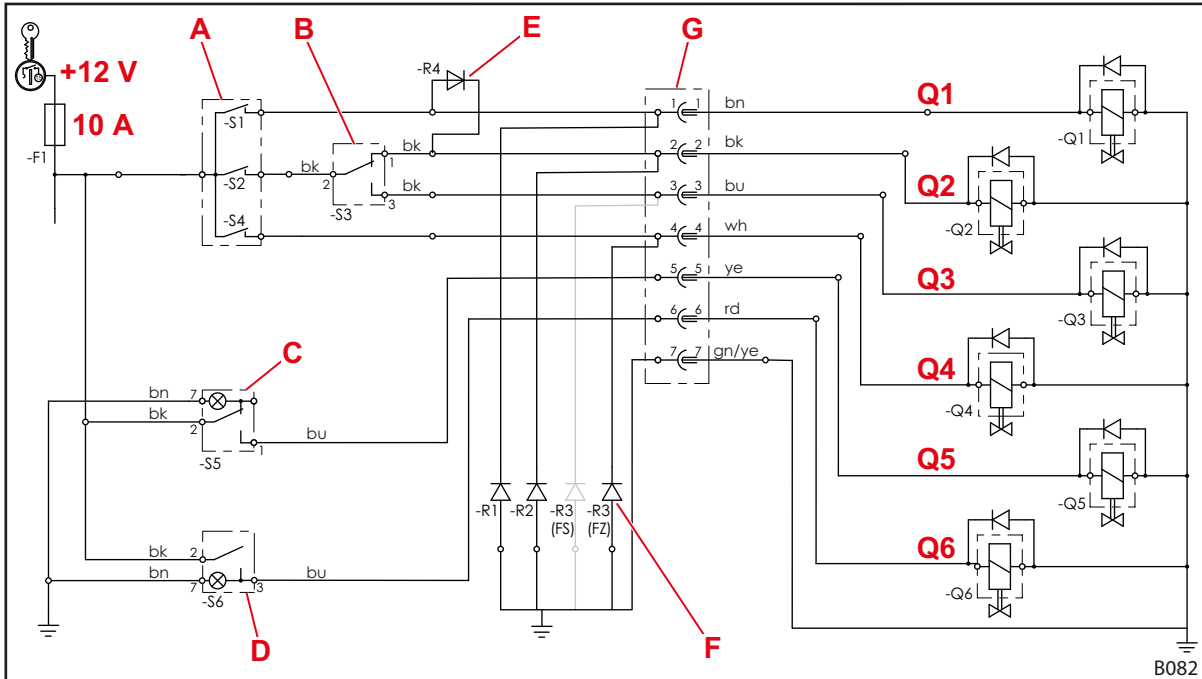 A
B
E
G
+12 V
10 A
-F1
-R4
-S1
-S2
-S4
bk
2
-S3
bk
1
bk
3
1 1
bn
2 2
bk
3 3
bu
4 4
wh
5 5
ye
6 6
rd
7 7
gn/ye
Q1
-Q1
Q2
-Q2
Q3
-Q3
Q4
-Q4
Q5
-Q5
Q6
-Q6
C
bn
7
bk
2
-S5
1
bu
bk
2
bn
7
-S6
3
bu
D
-R1
-R2
-R3
(FS)
-R3
(FZ)
F
B082